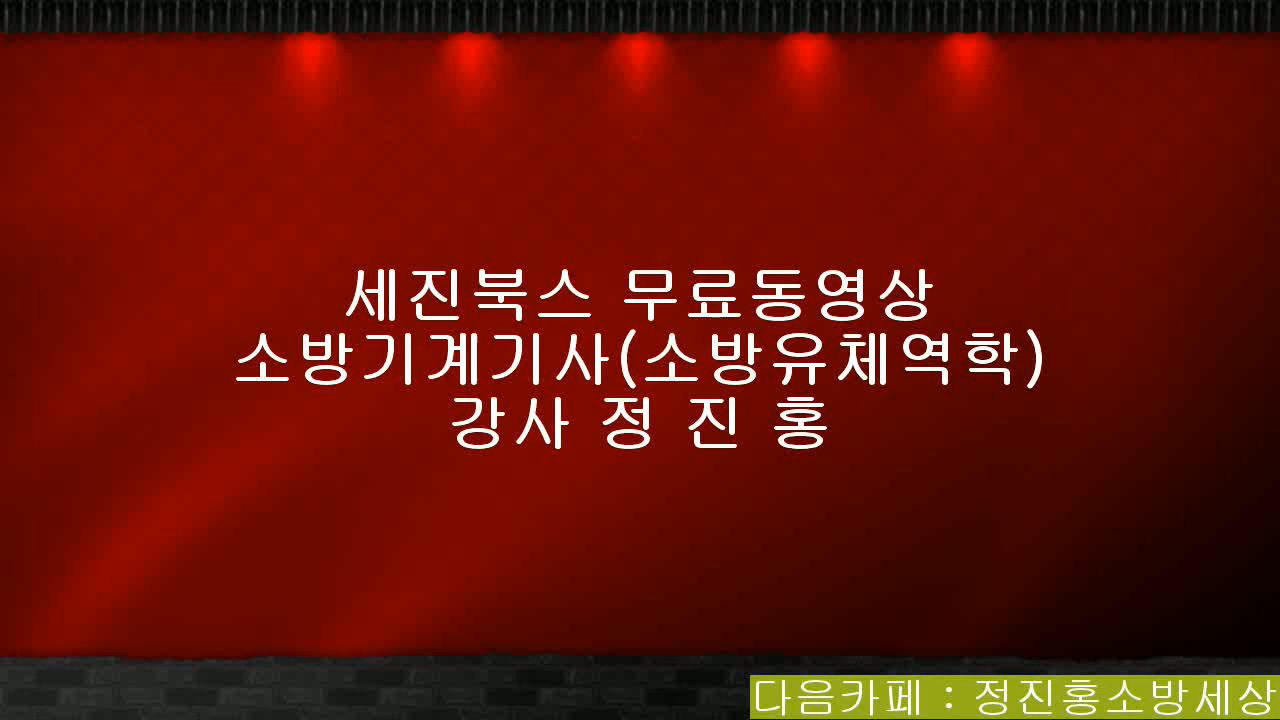 세진북스 무료동영상
소방기계기사(소방유체역학)
강사 정 진 홍
다음카페 : 정진홍소방세상